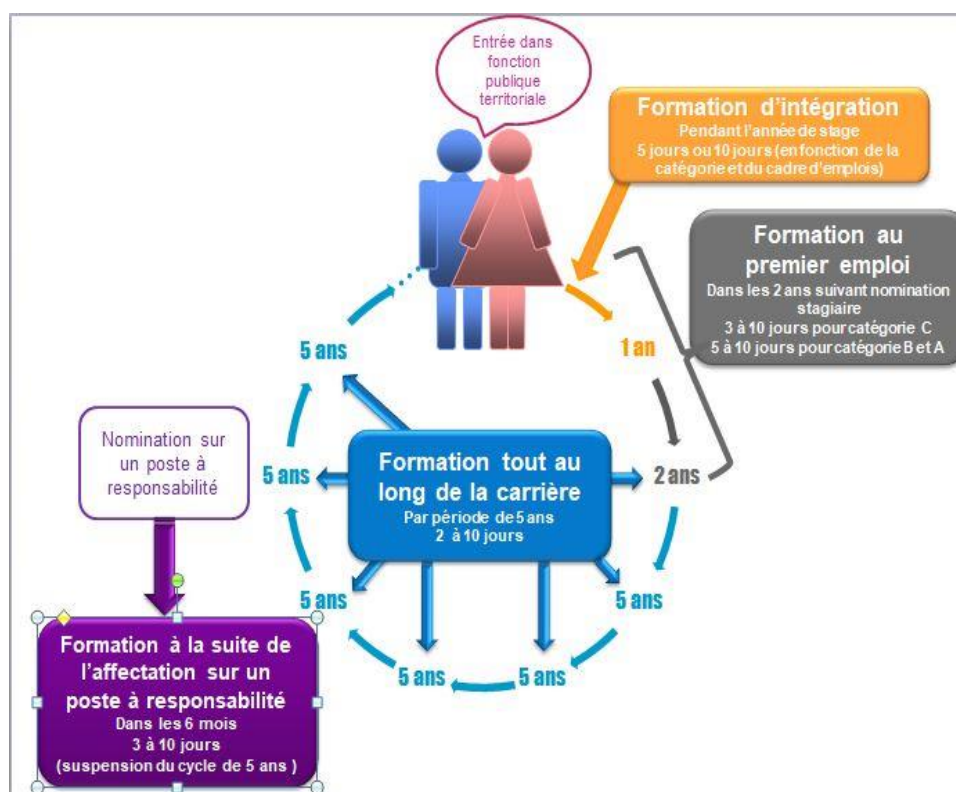 Entrée dans
fonction
publique
territoriale
Formation d'intégration
Pendant l'année de stage
5 jours ou 10 jours (en fonction de la
catégorie et du cadre d'emplois)
Formation au
premier emploi
Dans les 2 ans suivant nomination
stagiaire
3 à 10 jours pour catégorie C
5 à 10 jours pour catégorie B et A
1 an
2 ans
5 ans
5 ans
5 ans
5 ans
5 ans
5 ans
Formation tout au
long de la carrière
Par période de 5 ans
2 à 10 jours
Nomination sur
un poste à
responsabilité
Formation à la suite de
l'affectation sur un
poste à responsabilité
Dans les 6 mois
3 à 10 jours
(suspension du cycle de 5 ans )